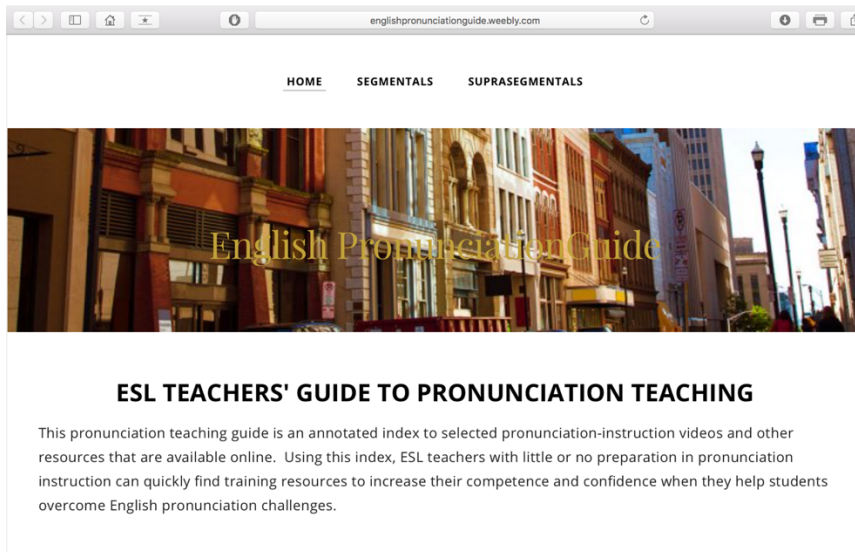 englishpronunciationguide.weebly.com
HOME SEGMENTALS SUPRASEGMENTALS
English PronunciationGuide
ESL TEACHERS' GUIDE TO PRONUNCIATION TEACHING
This pronunciation teaching guide is an annotated index to selected pronunciation-instruction videos and other
resources that are available online.  Using this index, ESL teachers with little or no preparation in pronunciation
instruction can quickly find training resources to increase their competence and confidence when they help students
overcome English pronunciation challenges.